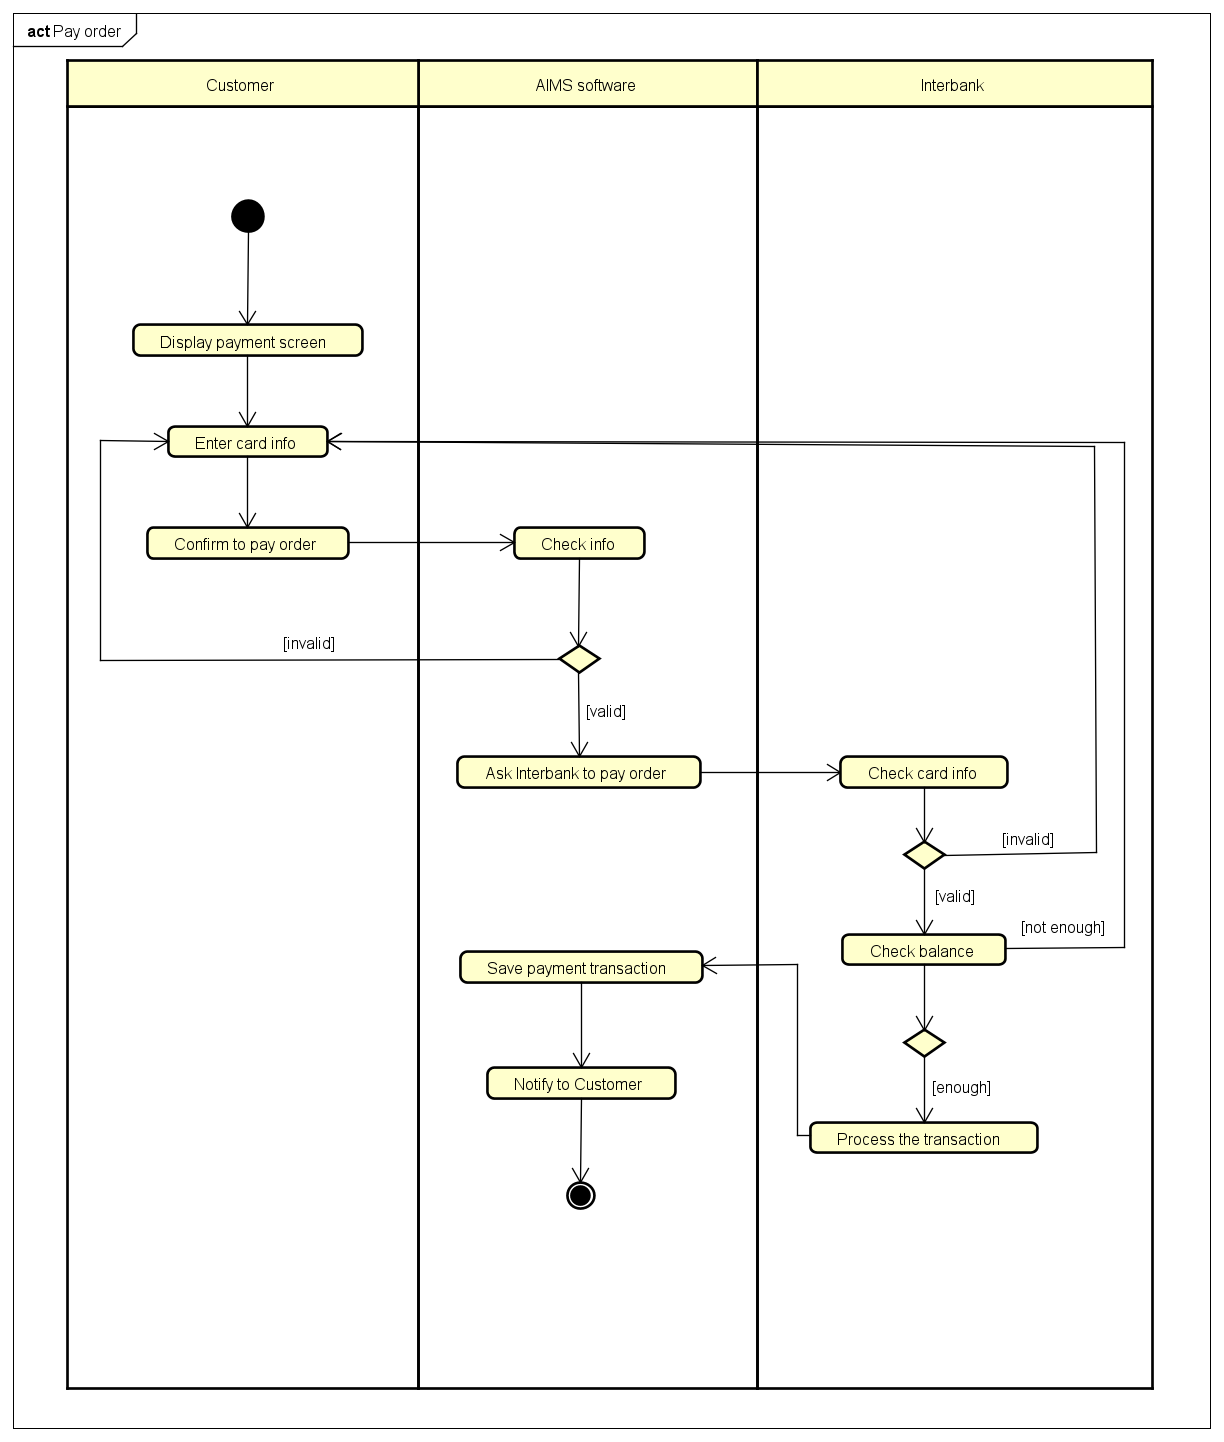 act Pay order
Customer
AIMS software
Interbank
Display payment screen
Enter card info
Confirm to pay order
Check info
[invalid]
[valid]
Ask Interbank to pay order
Check card info
[invalid]
[valid]
[not enough]
Check balance
Save payment transaction
Notify to Customer
[enough]
Process the transaction